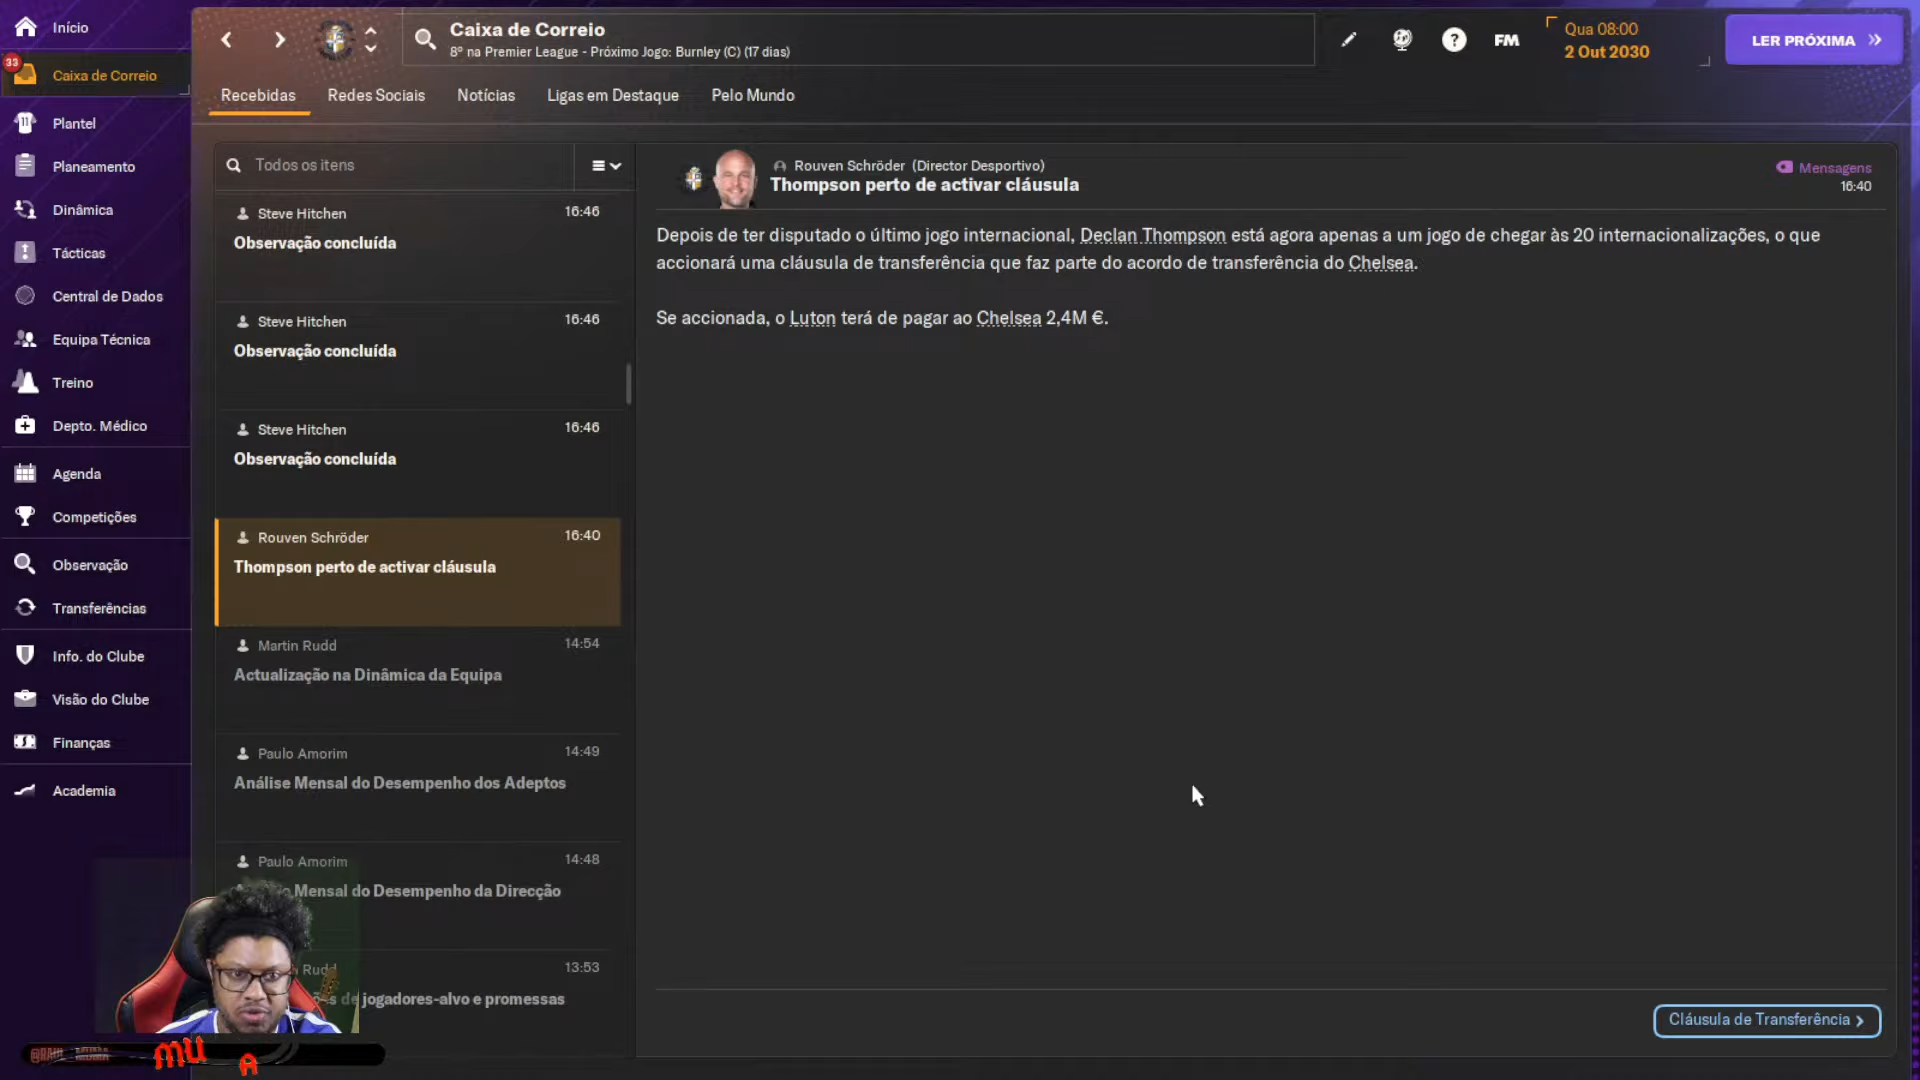 Início
33
Caixa de Correio
Plantel
Planeamento
Dinâmica
Tácticas
Central de Dados
Equipa Técnica
Treino
Depto. Médico
Agenda
Competições
Observação
Transferências
Info. do Clube
Visão do Clube
Finanças
Academia
Caixa de Correio
8º na Premier League - Próximo Jogo: Burnley (C) (17 dias)
?
FM
Qua 08:00
2 Out 2030
LER PRÓXIMA
Recebidas
Redes Sociais
Notícias
Ligas em Destaque
Pelo Mundo
Todos os itens
Steve Hitchen 16:46
Observação concluída
Steve Hitchen 16:46
Observação concluída
Steve Hitchen 16:46
Observação concluída
Rouven Schröder 16:40
Thompson perto de activar cláusula
Martin Rudd 14:54
Actualização na Dinâmica da Equipa
Paulo Amorim 14:49
Análise Mensal do Desempenho dos Adeptos
Paulo Amorim 14:48
Mensal do Desempenho da Direcção
Rudd 13:53
de jogadores-alvo e promessas
Rouven Schröder (Director Desportivo)
Thompson perto de activar cláusula
Mensagens
16:40
Depois de ter disputado o último jogo internacional, Declan Thompson está agora apenas a um jogo de chegar às 20 internacionalizações, o que
accionará uma cláusula de transferência que faz parte do acordo de transferência do Chelsea.
Se accionada, o Luton terá de pagar ao Chelsea 2,4M €.
Cláusula de Transferência
MU
A